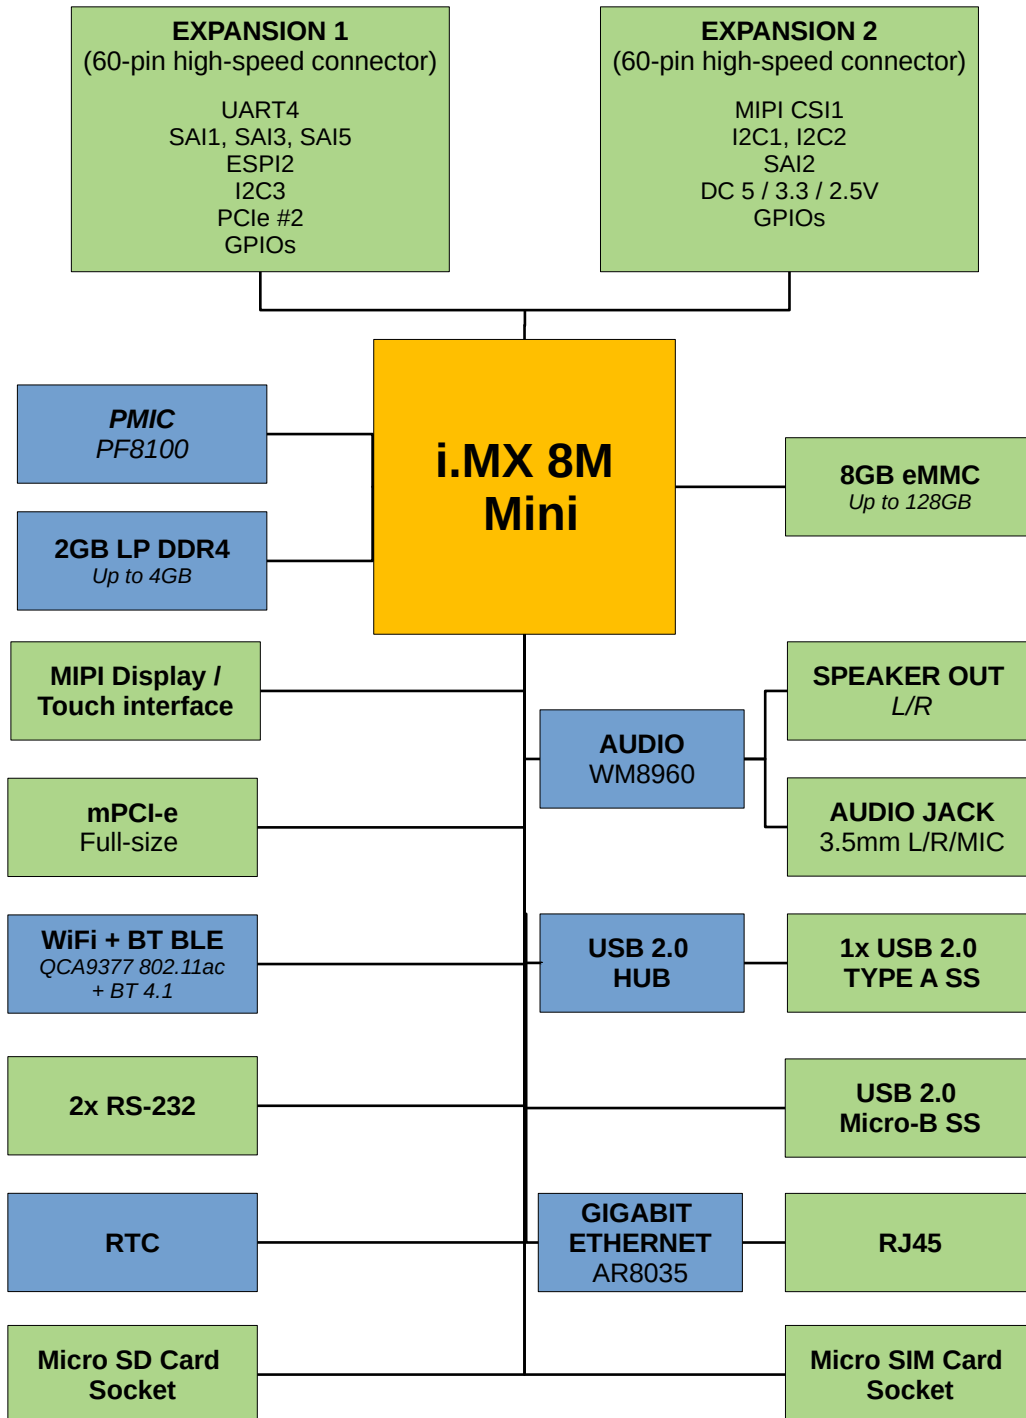 EXPANSION 1
(60-pin high-speed connector)
UART4
SAI1, SAI3, SAI5
ESPI2
I2C3
PCIe #2
GPIOs
EXPANSION 2
(60-pin high-speed connector)
MIPI CSI1
I2C1, I2C2
SAI2
DC 5 / 3.3 / 2.5V
GPIOs
i.MX 8M
Mini
PMIC
PF8100
2GB LP DDR4
Up to 4GB
8GB eMMC
Up to 128GB
MIPI Display /
Touch interface
mPCI-e
Full-size
WiFi + BT BLE
QCA9377 802.11ac
+ BT 4.1
2x RS-232
RTC
Micro SD Card
Socket
AUDIO
WM8960
SPEAKER OUT
L/R
AUDIO JACK
3.5mm L/R/MIC
USB 2.0
HUB
1x USB 2.0
TYPE A SS
USB 2.0
Micro-B SS
GIGABIT
ETHERNET
AR8035
RJ45
Micro SIM Card
Socket